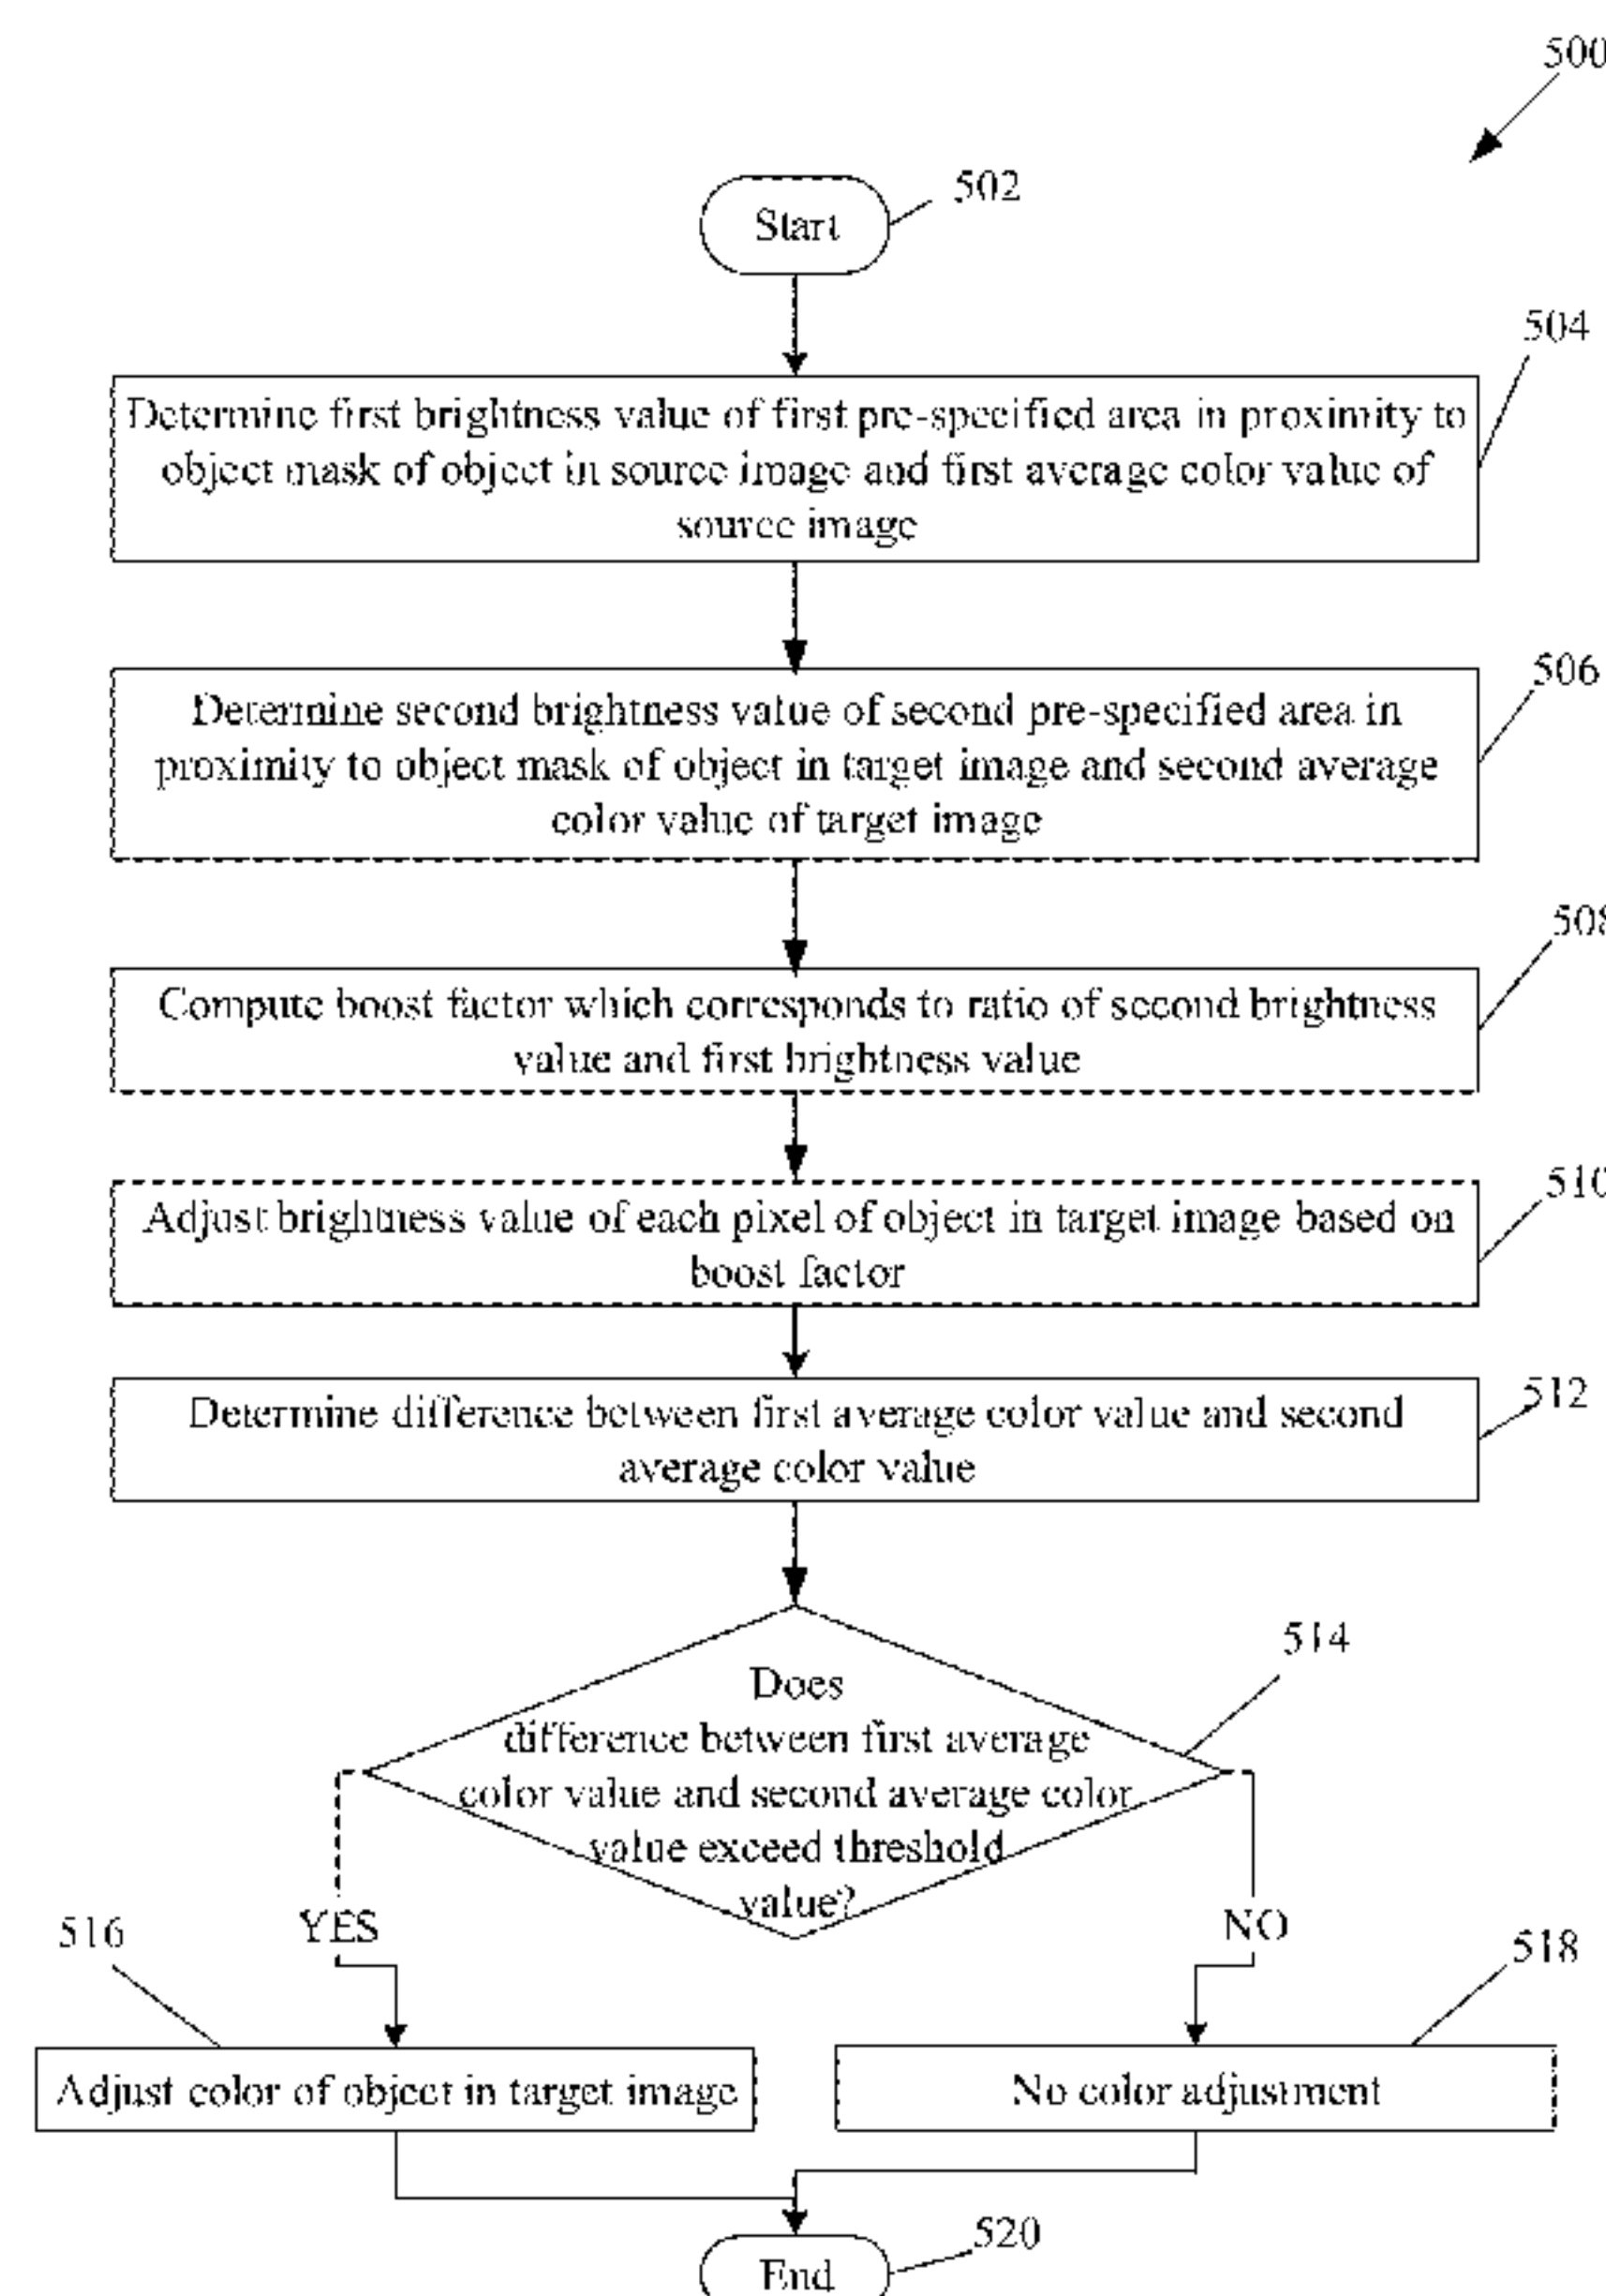 500
502
Start
504
Determine first brightness value of first pre-specified area in proximity to
object mask of object in source image and first average color value of
source image
506
Determine second brightness value of second pre-specified area in
proximity to object mask of object in target image and second average
color value of target image
508
Compute boost factor which corresponds to ratio of second brightness
value and first brightness value
510
Adjust brightness value of each pixel of object in target image based on
boost factor
512
Determine difference between first average color value and second
average color value
514
Does
difference between first average
color value and second average color
value exceed threshold
value?
YES
NO
516
518
Adjust color of object in target image
No color adjustment
520
End